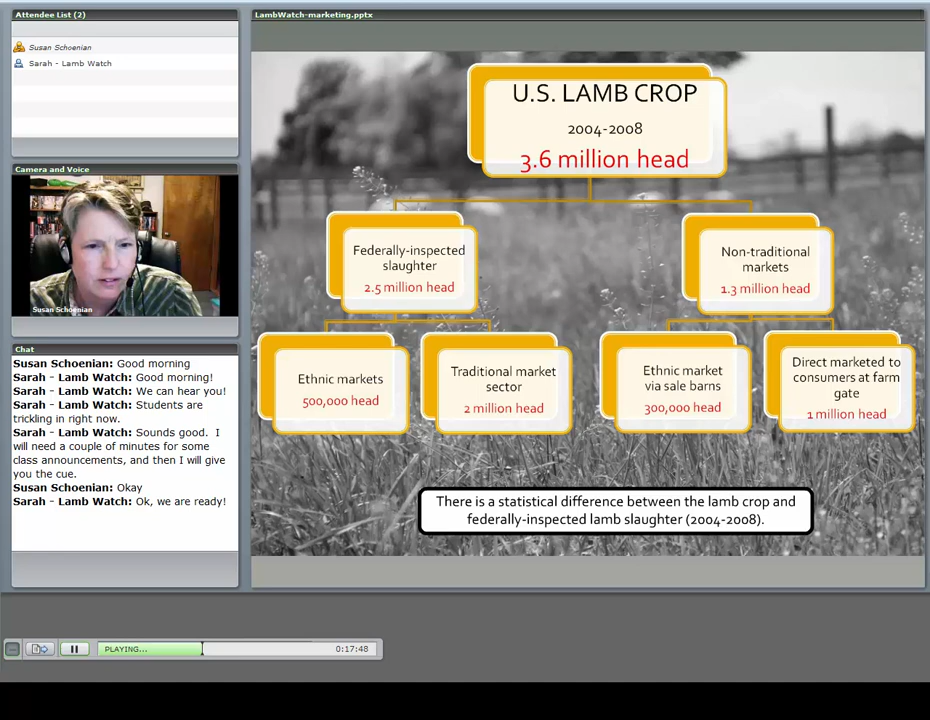 Attendee List (2)
Susan Schoenian
Sarah - Lamb Watch
Camera and Voice
Susan Schoenian
Chat
Susan Schoenian: Good morning
Sarah - Lamb Watch: Good morning!
Sarah - Lamb Watch: We can hear you!
Sarah - Lamb Watch: Students are
trickling in right now.
Sarah - Lamb Watch: Sounds good. I
will need a couple of minutes for some
class announcements, and then I will give
you the cue.
Susan Schoenian: Okay
Sarah - Lamb Watch: Ok, we are ready!
LambWatch-marketing.pptx
U.S. LAMB CROP
2004-2008
3.6 million head
Federally-inspected
slaughter
2.5 million head
Non-traditional
markets
1.3 million head
Ethnic markets
500,000 head
Traditional market
sector
2 million head
Ethnic market
via sale barns
300,000 head
Direct marketed to
consumers at farm
gate
1 million head
There is a statistical difference between the lamb crop and
federally-inspected lamb slaughter (2004-2008).
PLAYING...
0:17:48